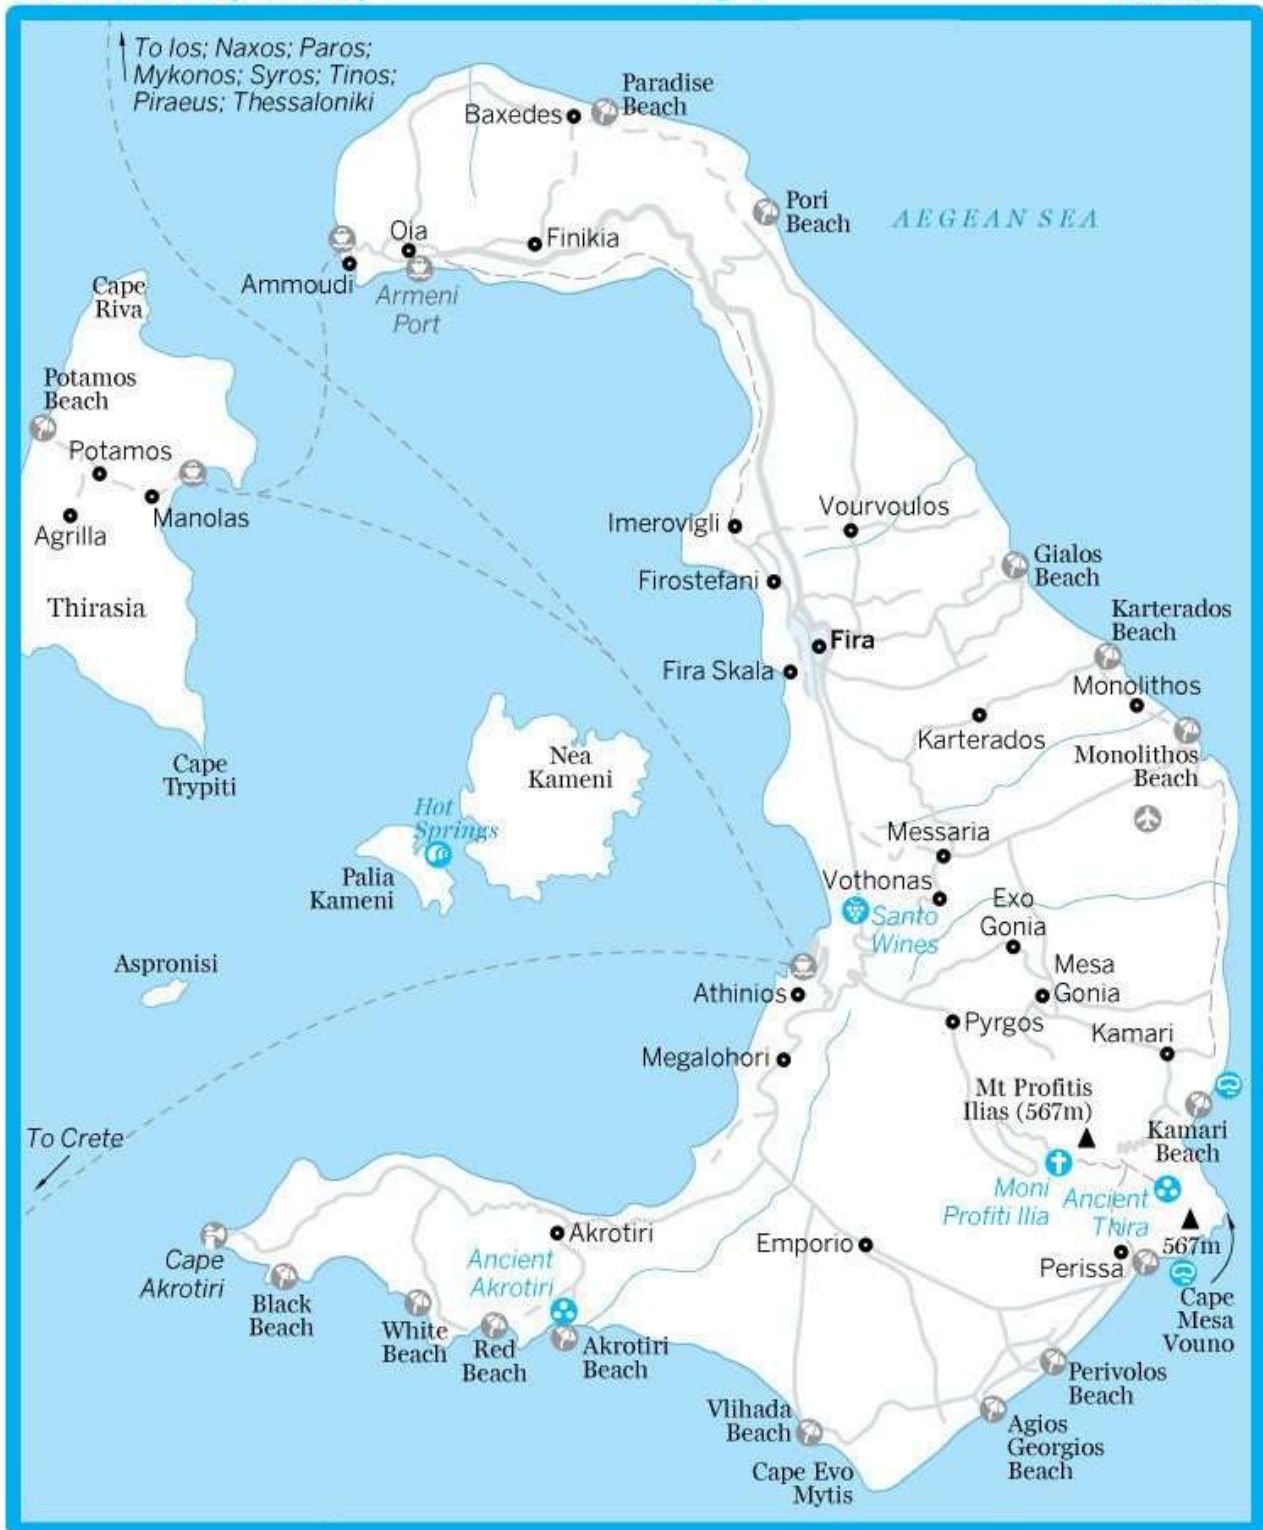 To Ios; Naxos; Paros;
Mykonos; Syros; Tinos;
Piraeus; Thessaloniki
Paradise
Beach
Baxedes
Pori
Beach
AEGEAN SEA
Oia
Finikia
Ammoudi
Armeni
Port
Cape
Riva
Potamos
Beach
Potamos
Manolas
Agrilla
Thirasia
Cape
Trypiti
Imerovigli
Vourvoulos
Firostefani
Gialos
Beach
Karterados
Beach
Fira
Fira Skala
Monolithos
Karterados
Monolithos
Beach
Nea
Kameni
Hot
Springs
Palia
Kameni
Messaria
Vothonas
Santo
Wines
Exo
Gonia
Aspronisi
Mesa
Gonia
Athinios
Pyrgos
Kamari
Megalohori
Mt Profitis
Ilias (567m)
Kamari
Beach
To Crete
Moni
Profiti Ilia
Ancient
Thira
567m
Akrotiri
Emporio
Perissa
Cape
Akrotiri
Ancient
Akrotiri
Cape
Mesa
Vouno
Black
Beach
White
Beach
Red
Beach
Akrotiri
Beach
Perivolos
Beach
Vlihada
Beach
Agios
Georgios
Beach
Cape Evo
Mytis